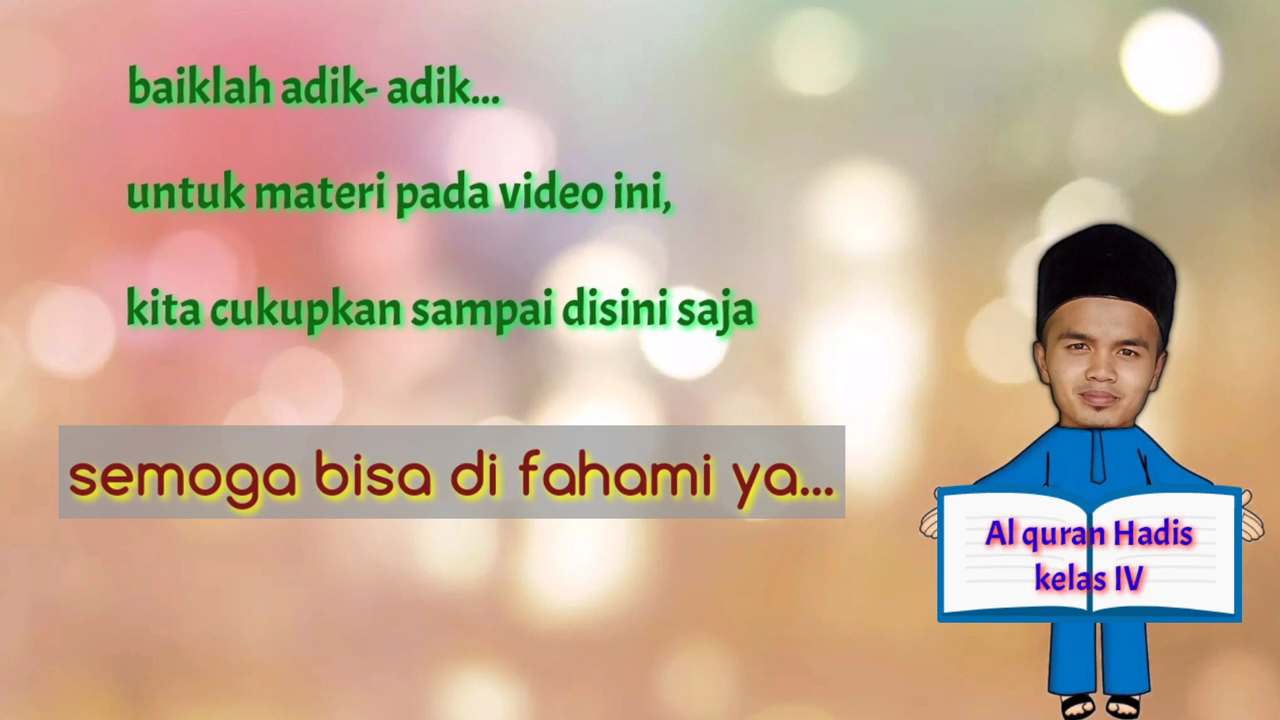 baiklah adik- adik...
untuk materi pada video ini,
kita cukupkan sampai disini saja
semoga bisa di fahami ya...
Al quran Hadis
kelas IV